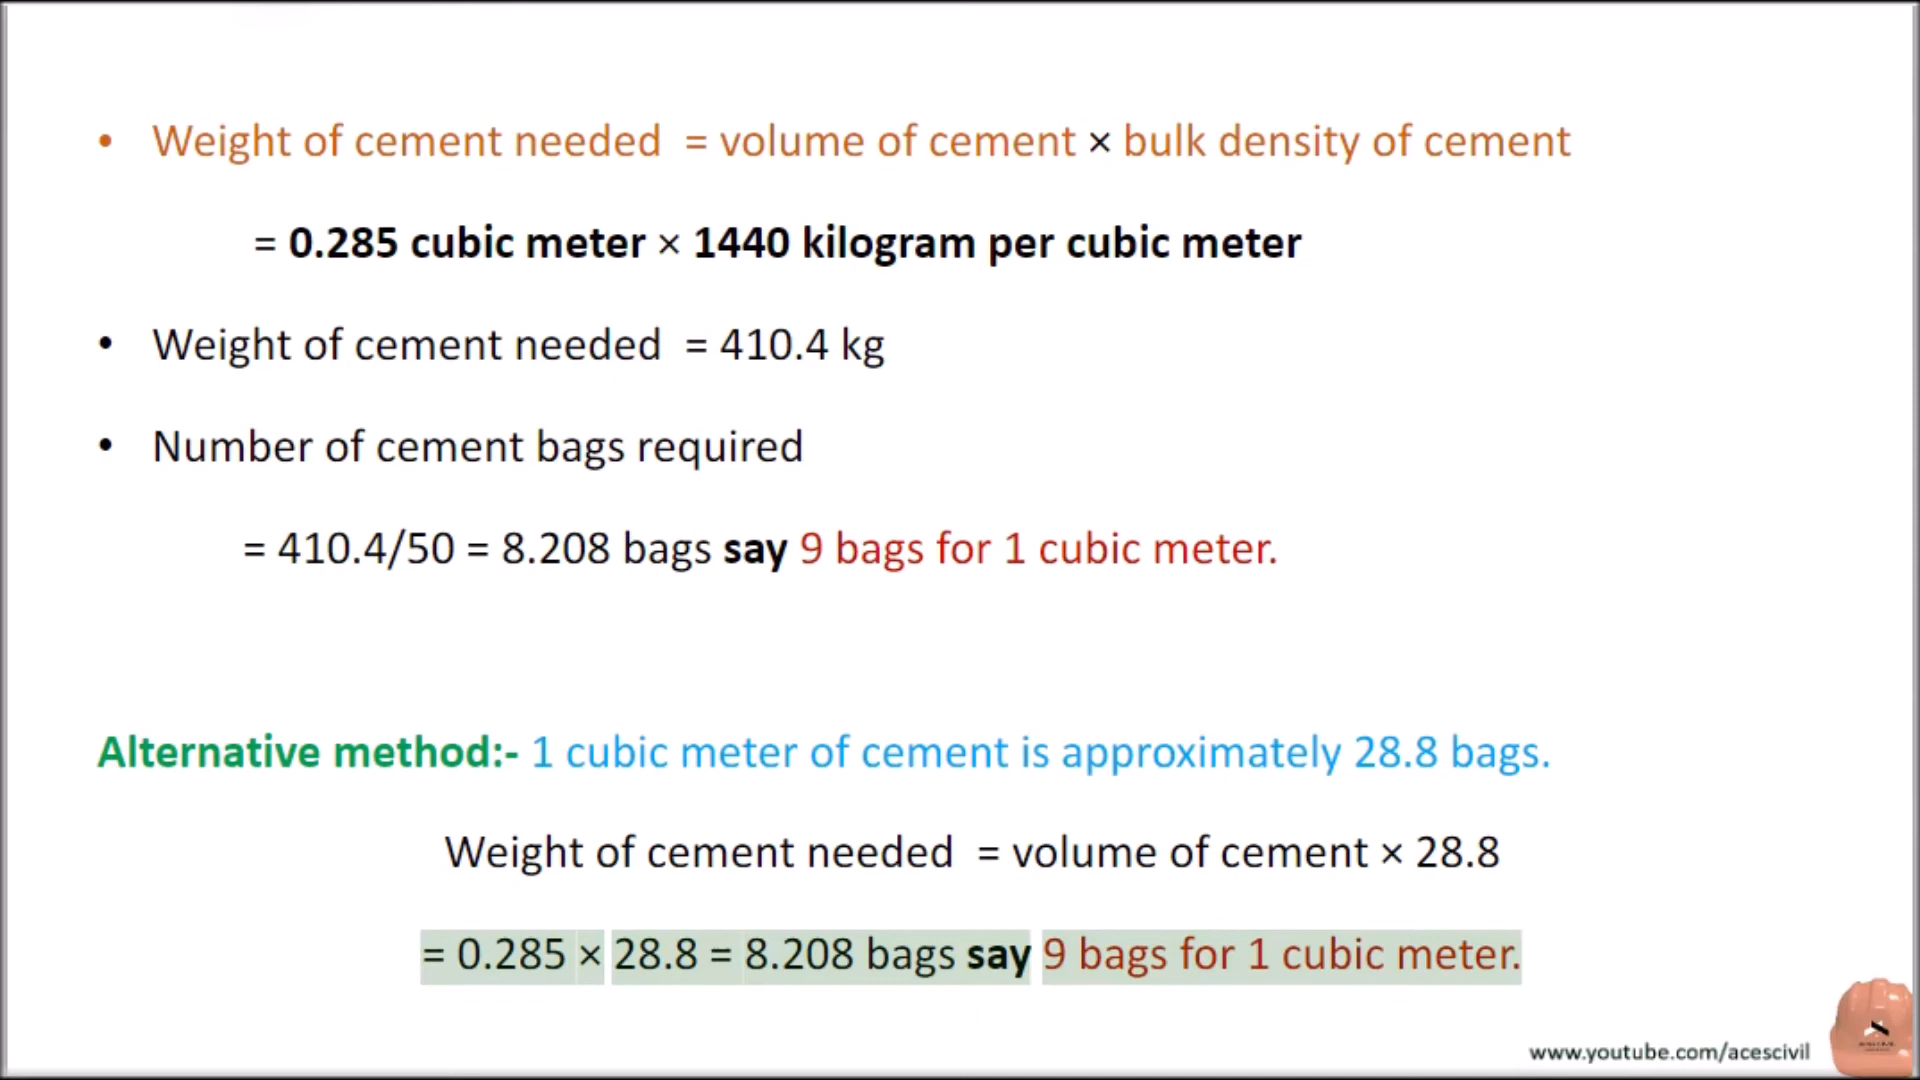 • Weight of cement needed = volume of cement × bulk density of cement
= 0.285 cubic meter × 1440 kilogram per cubic meter
• Weight of cement needed = 410.4 kg
• Number of cement bags required
= 410.4/50 = 8.208 bags say 9 bags for 1 cubic meter.
Alternative method:- 1 cubic meter of cement is approximately 28.8 bags.
Weight of cement needed = volume of cement × 28.8
= 0.285 × 28.8 = 8.208 bags say 9 bags for 1 cubic meter.
www.youtube.com/acescivil